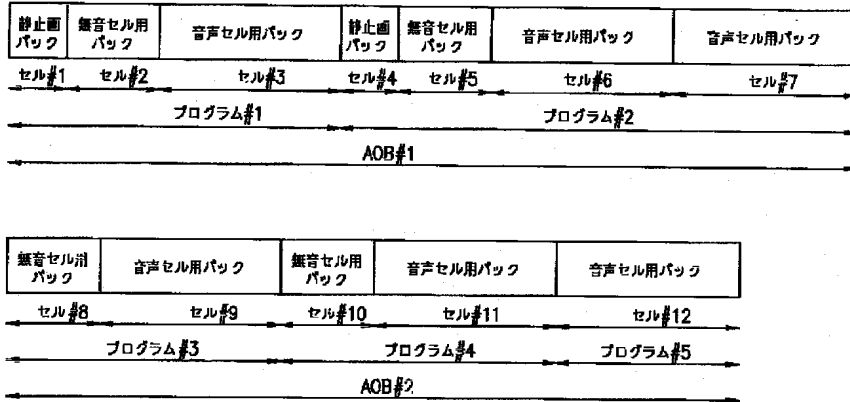 静止画
パック
無音セル用
パック
音声セル用パック
静止画
パック
無音セル用
パック
音声セル用パック
音声セル用パック
セル#1
セル#2
セル#3
セル#4
セル#5
セル#6
セル#7
プログラム#1
プログラム#2
AOB#1
無音セル用
パック
音声セル用パック
無音セル用
パック
音声セル用パック
音声セル用パック
セル#8
セル#9
セル#10
セル#11
セル#12
プログラム#3
プログラム#4
プログラム#5
AOB#2